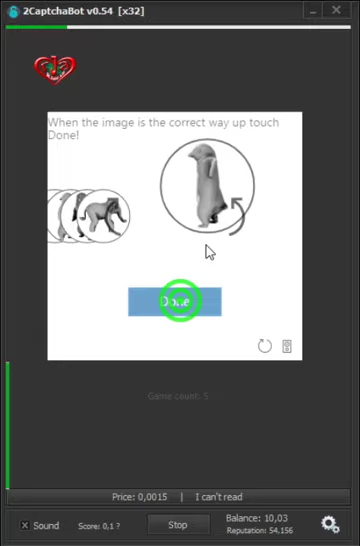 2CaptchaBot v0.54 [x32]
When the image is the correct way up touch
Done!
Done
Game count: 5
Price: 0,0015 | I can't read
Sound
Score: 0,1 ?
Stop
Balance: 10,03
Reputation: 54.156